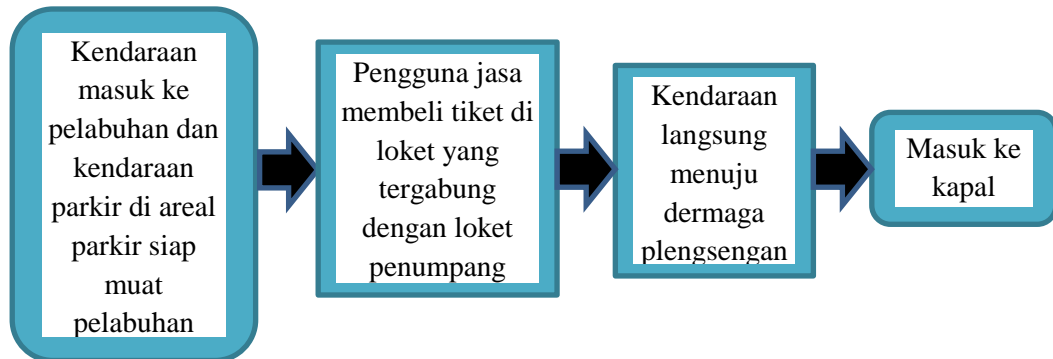 Kendaraan
masuk ke
pelabuhan dan
kendaraan
parkir di areal
parkir siap
muat
pelabuhan
Pengguna jasa
membeli tiket di
loket yang
tergabung
dengan loket
penumpang
Kendaraan
langsung
menuju
dermaga
plengsengan
Masuk ke
kapal